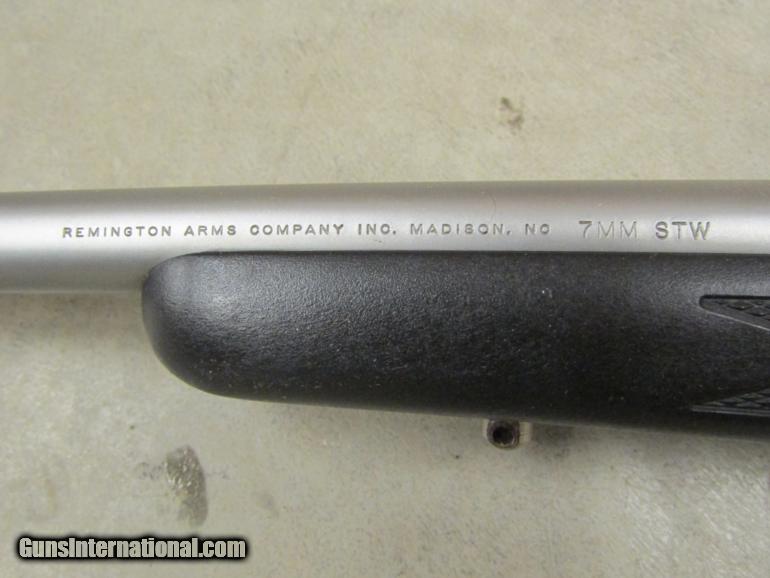 REMINGTON ARMS COMPANY INC. MADISON, NC 7MM STW
GunsInternational.com